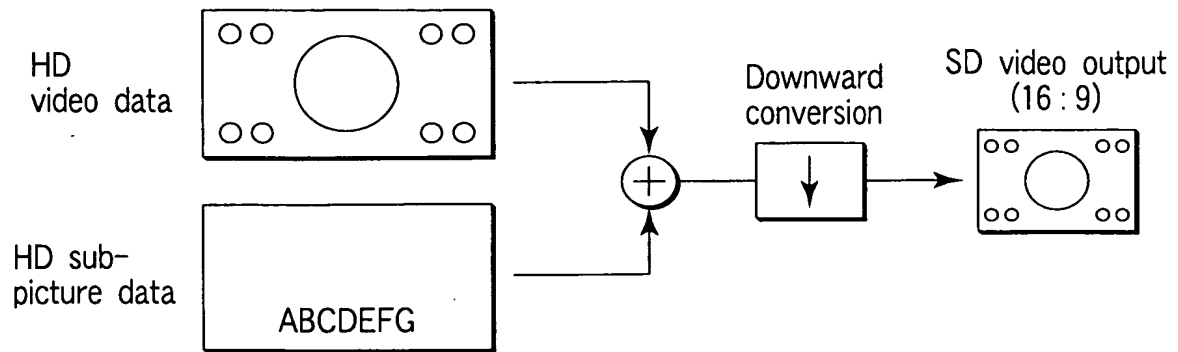 HD
video data
HD sub-
picture data
ABCDEFG
Downward
conversion
SD video output
(16 : 9)